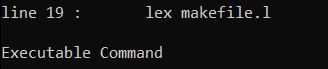 line 19 :      lex makefile.l
Executable Command